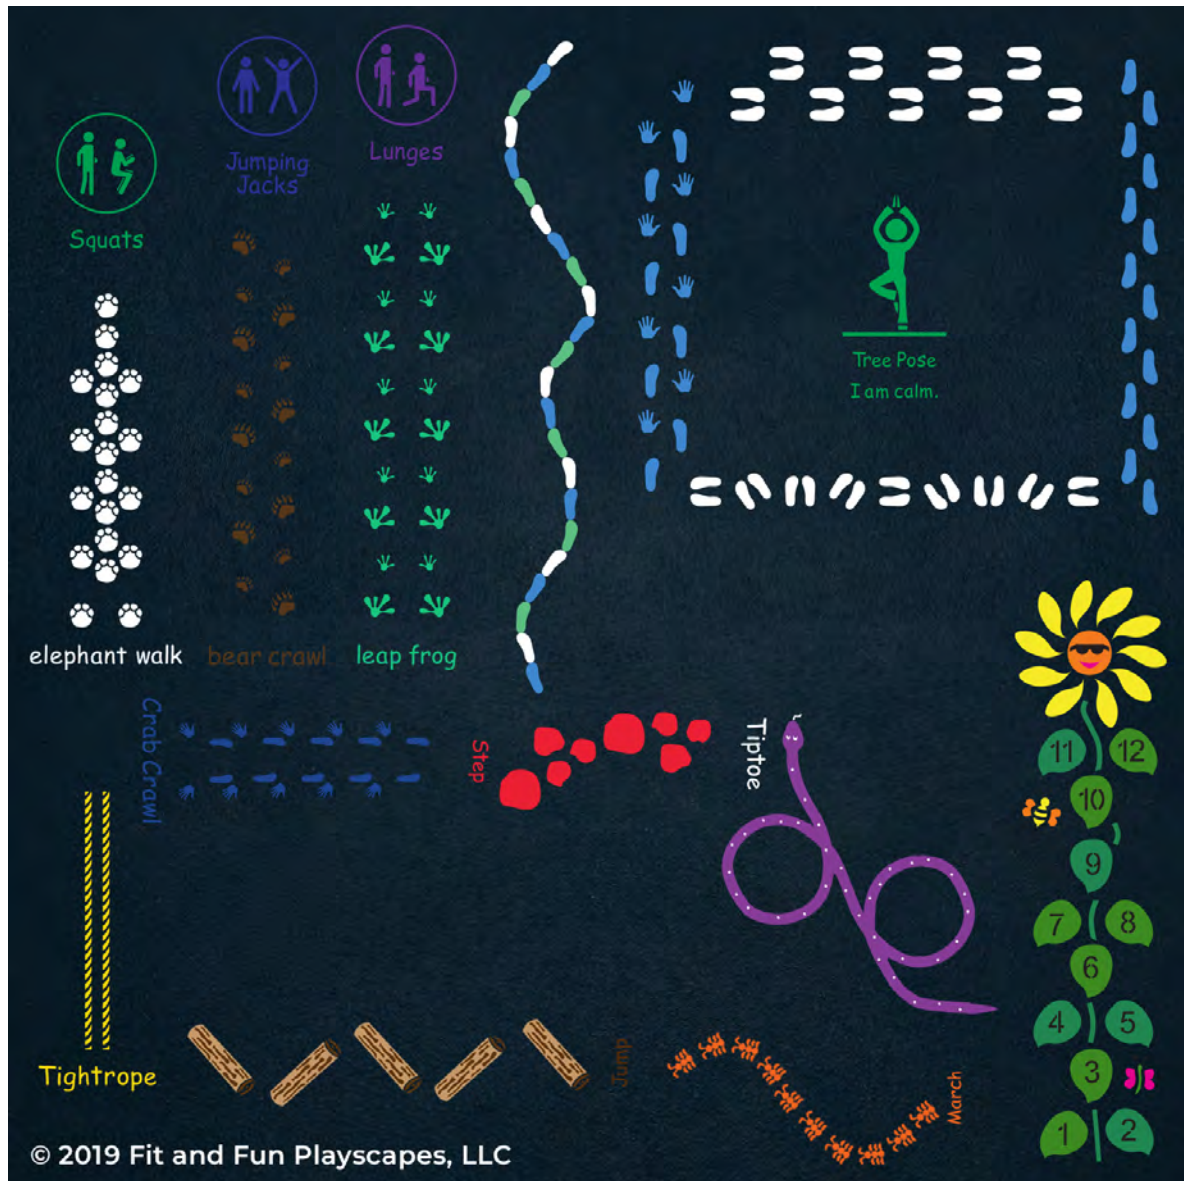 Lunges
Jumping
Jacks
Squats
Tree Pose
I am calm.
elephant walk
bear crawl
leap frog
Crab Crawl
Step
Tiptoe
11
12
10
9
7
8
6
4
5
3
1
2
Tightrope
Jump
March
© 2019 Fit and Fun Playscapes, LLC